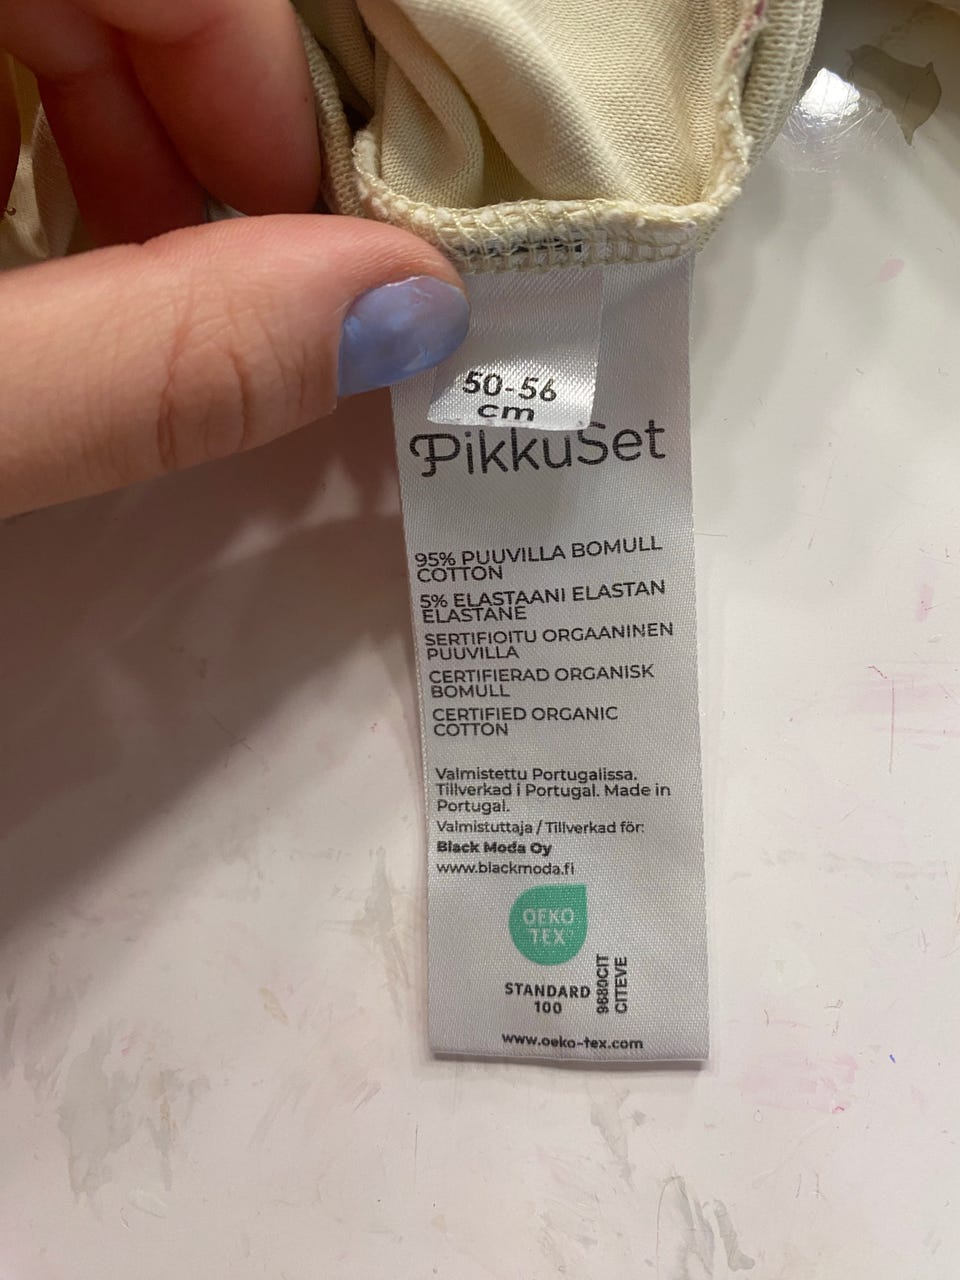 50-56
cm
PikkuSet
95% PUUVILLA BOMULL
COTTON
5% ELASTAANI ELASTAN
ELASTANE
SERTIFIOITU ORGAANINEN
PUUVILLA
CERTIFIERAD ORGANISK
BOMULL
CERTIFIED ORGANIC
COTTON
Valmistettu Portugalissa.
Tillverkad i Portugal. Made in
Portugal.
Valmistuttaja / Tillverkad för:
Black Moda Oy
www.blackmoda.fi
OEKO
TEX®
STANDARD
100
9880CIT
CITEVE
www.oeko-tex.com